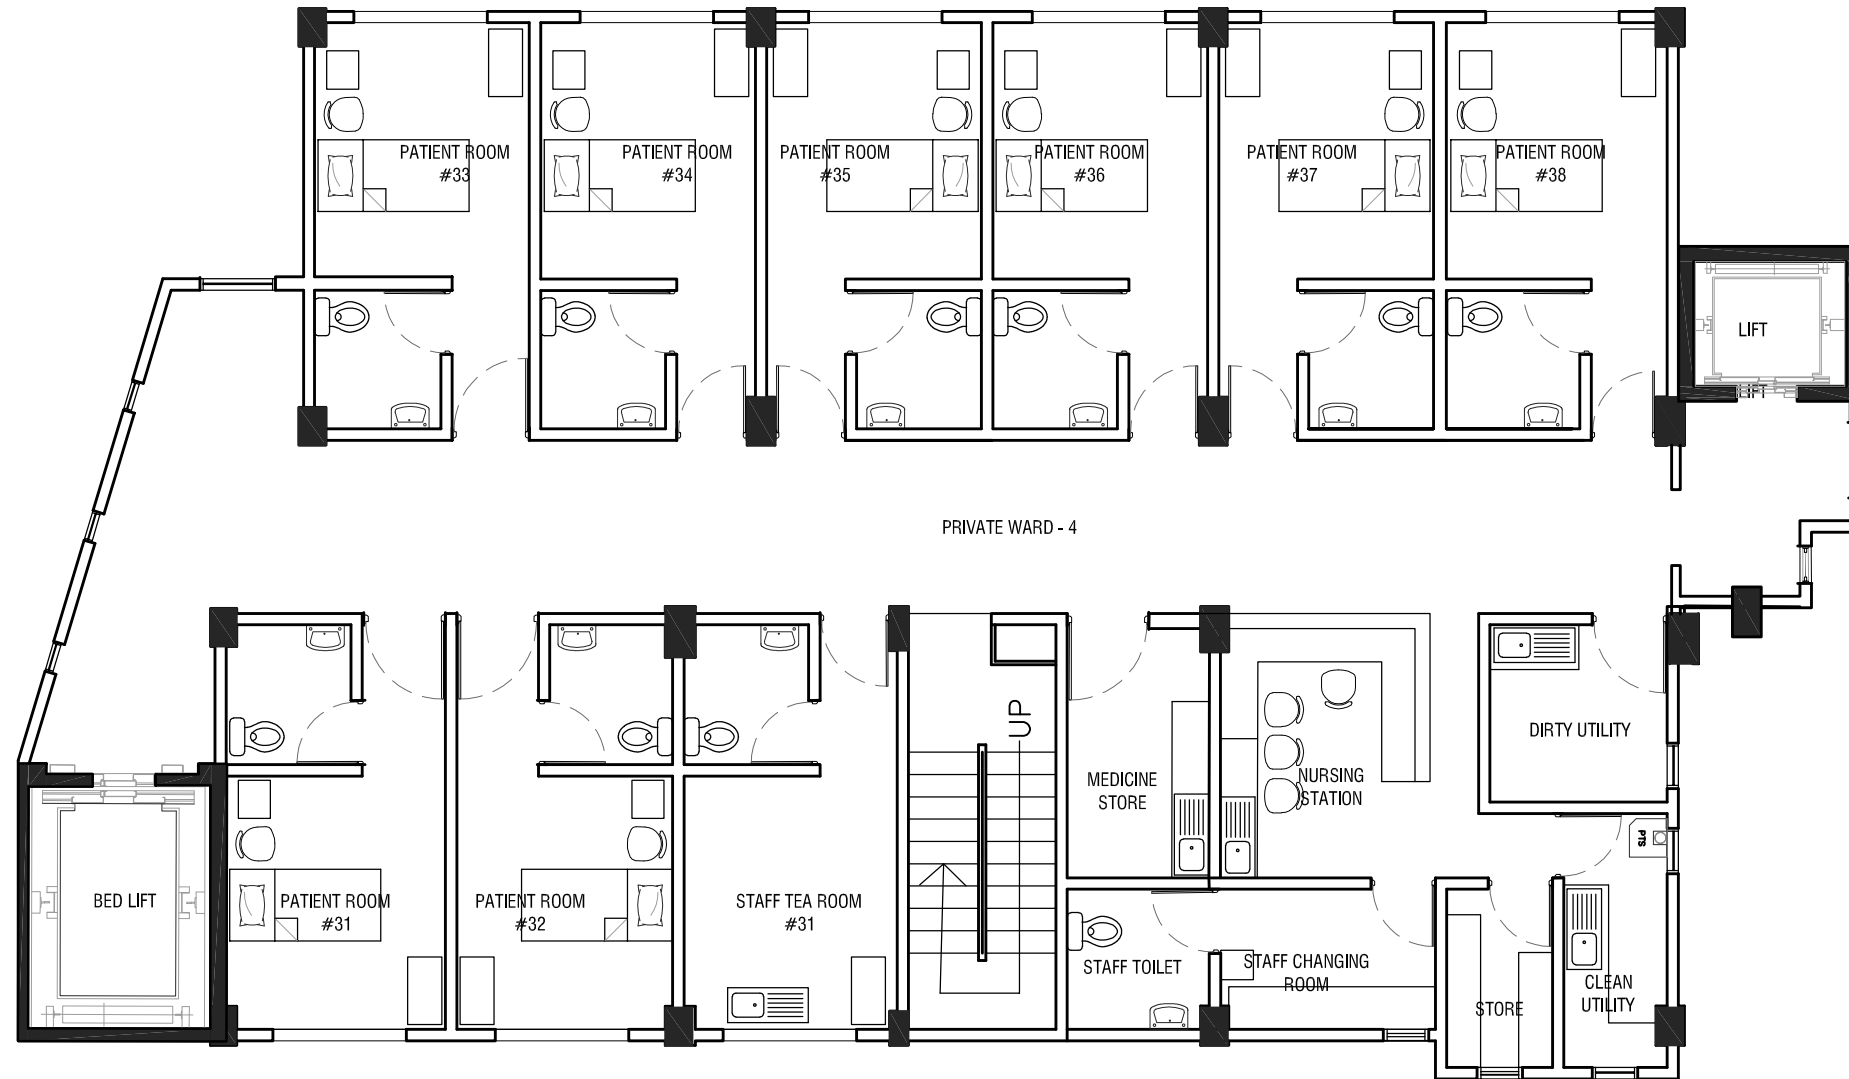 PATIENT ROOM
#33
PATIENT ROOM
#34
PATIENT ROOM
#35
PATIENT ROOM
#36
PATIENT ROOM
#37
PATIENT ROOM
#38
LIFT
LIFT
PRIVATE WARD - 4
UP
DIRTY UTILITY
MEDICINE
STORE
NURSING
STATION
PTS
BED LIFT
PATIENT ROOM
#31
PATIENT ROOM
#32
STAFF TEA ROOM
#31
STAFF TOILET
STAFF CHANGING
ROOM
STORE
CLEAN
UTILITY